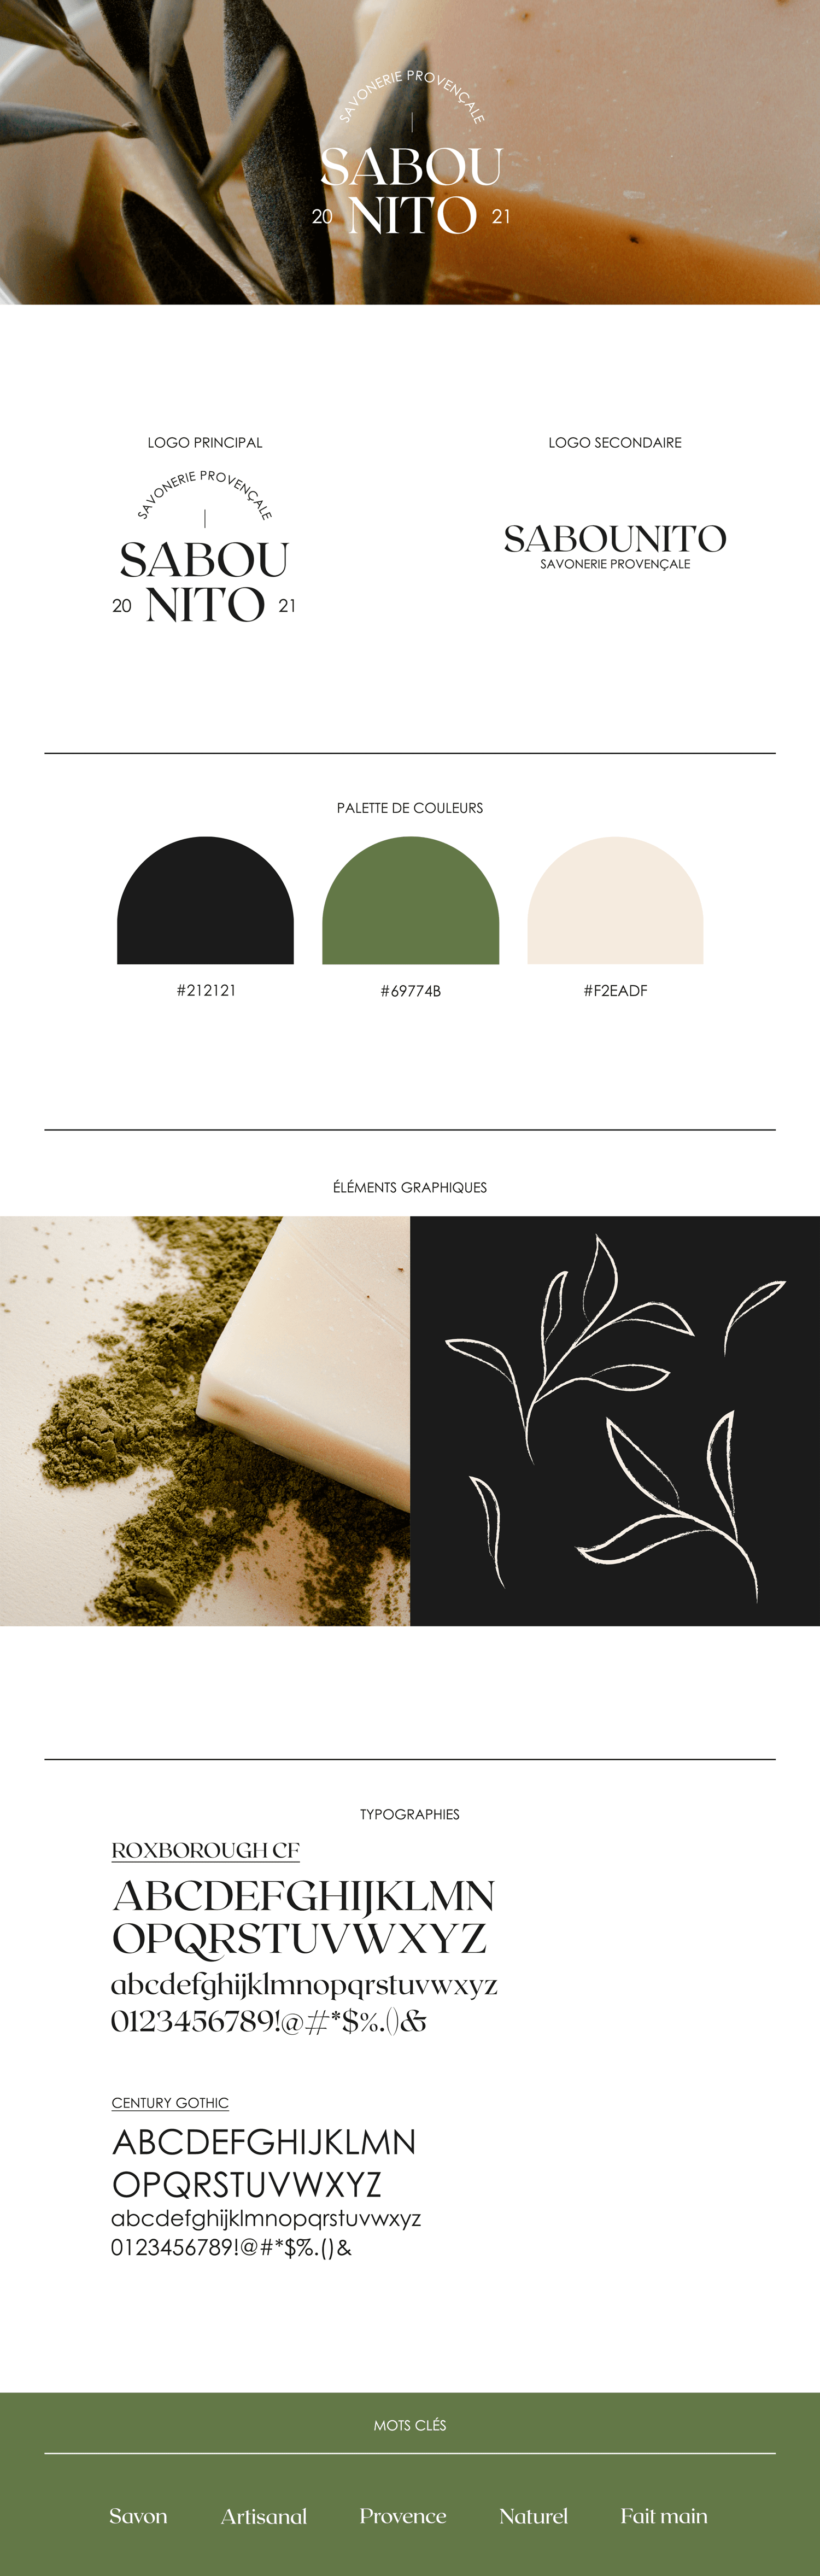 SAVONERIE PROVENÇALE
SABOU
20 NITO 21
LOGO PRINCIPAL
SAVONERIE PROVENÇALE
SABOU
20 NITO 21
LOGO SECONDAIRE
SABOUNITO
SAVONERIE PROVENÇALE
PALETTE DE COULEURS
#212121 #69774B #F2EADF
ÉLÉMENTS GRAPHIQUES
TYPOGRAPHIES
ROXBOROUGH CF
ABCDEFGHIJKLMN
OPQRSTUVWXYZ
abcdefghijklmnopqrstuvwxyz
0123456789!@#*$%.()&
CENTURY GOTHIC
ABCDEFGHIJKLMN
OPQRSTUVWXYZ
abcdefghijklmnopqrstuvwxyz
0123456789!@#*$%.()&
MOTS CLÉS
Savon Artisanal Provence Naturel Fait main